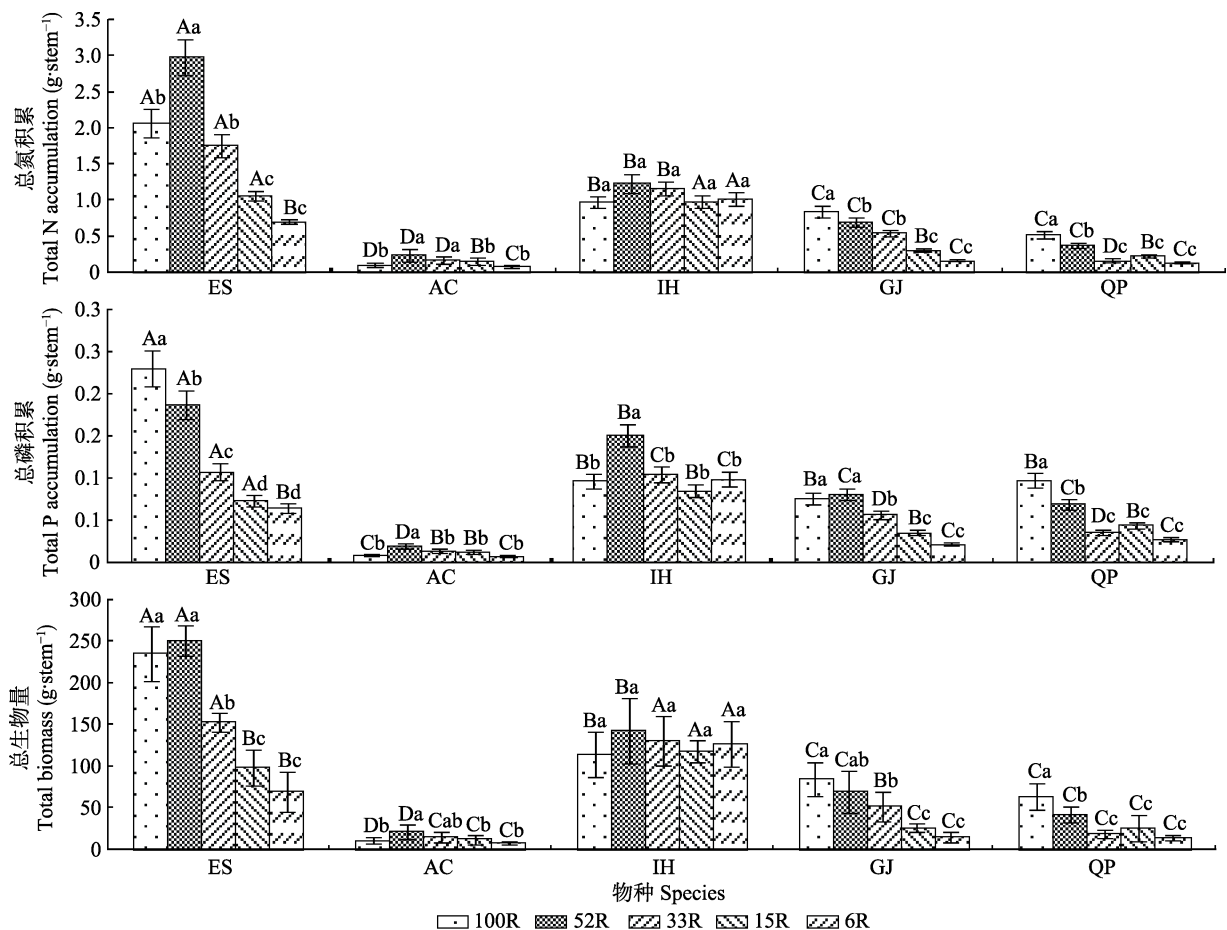 总氮积累
Total N accumulation (g·stem⁻¹)
3.5
3.0
2.5
2.0
1.5
1.0
0.5
0
Ab Aa Ab Ac Bc
Db Da Da Bb Cb
Ba Ba Ba Aa Aa
Ca Cb Cb Bc Cc
Ca Cb Dc Bc Cc
ES AC IH GJ QP
总磷积累
Total P accumulation (g·stem⁻¹)
0.3
0.3
0.2
0.2
0.1
0.1
0
Aa Ab Ac Ad Bd
Cb Da Bb Bb Cb
Bb Ba Cb Bb Cb
Ba Ca Db Bc Cc
Ba Cb Dc Bc Cc
ES AC IH GJ QP
总生物量
Total biomass (g·stem⁻¹)
300
250
200
150
100
50
0
Aa Aa Ab Bc Bc
Db Da Cab Cb Cb
Ba Ba Aa Aa Aa
Ca Cab Bb Cc Cc
Ca Cb Cc Cc Cc
ES AC IH GJ QP
物种 Species
100R 52R 33R 15R 6R